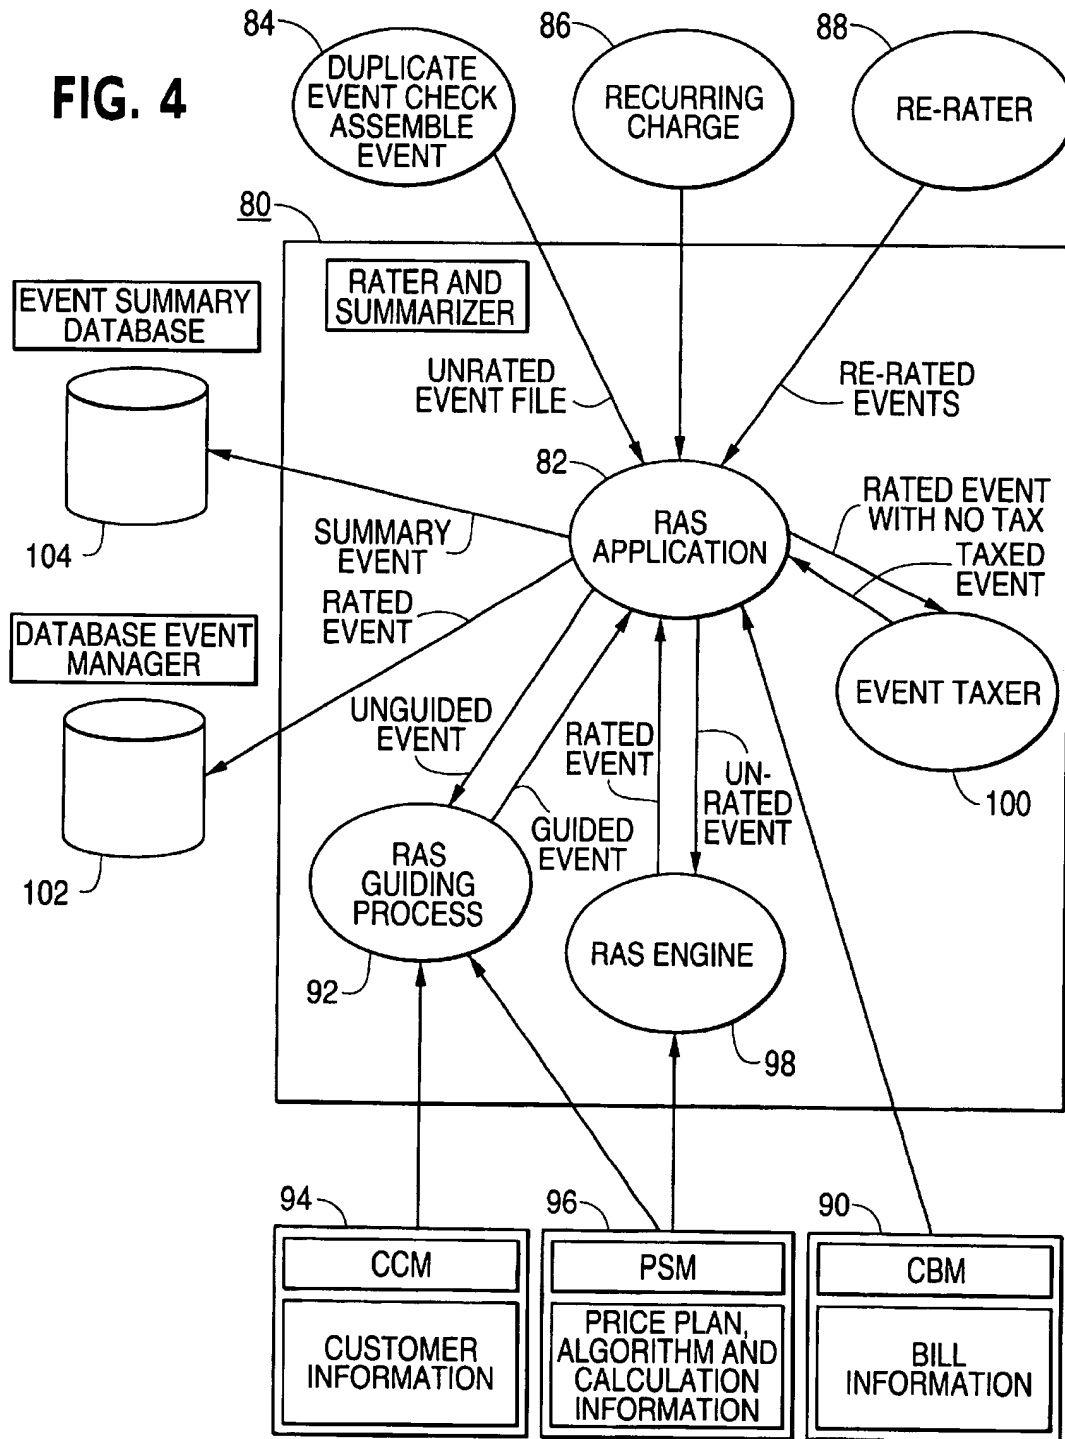 FIG. 4
84
DUPLICATE
EVENT CHECK
ASSEMBLE
EVENT
86
RECURRING
CHARGE
88
RE-RATER
80
RATER AND
SUMMARIZER
EVENT SUMMARY
DATABASE
104
UNRATED
EVENT FILE
RE-RATED
EVENTS
82
RAS
APPLICATION
RATED EVENT
WITH NO TAX
TAXED
EVENT
SUMMARY
EVENT
RATED
EVENT
DATABASE EVENT
MANAGER
102
EVENT TAXER
100
UNGUIDED
EVENT
RATED
EVENT
UN-
RATED
EVENT
GUIDED
EVENT
RAS
GUIDING
PROCESS
92
RAS ENGINE
98
94
CCM
CUSTOMER
INFORMATION
96
PSM
PRICE PLAN,
ALGORITHM AND
CALCULATION
INFORMATION
90
CBM
BILL
INFORMATION